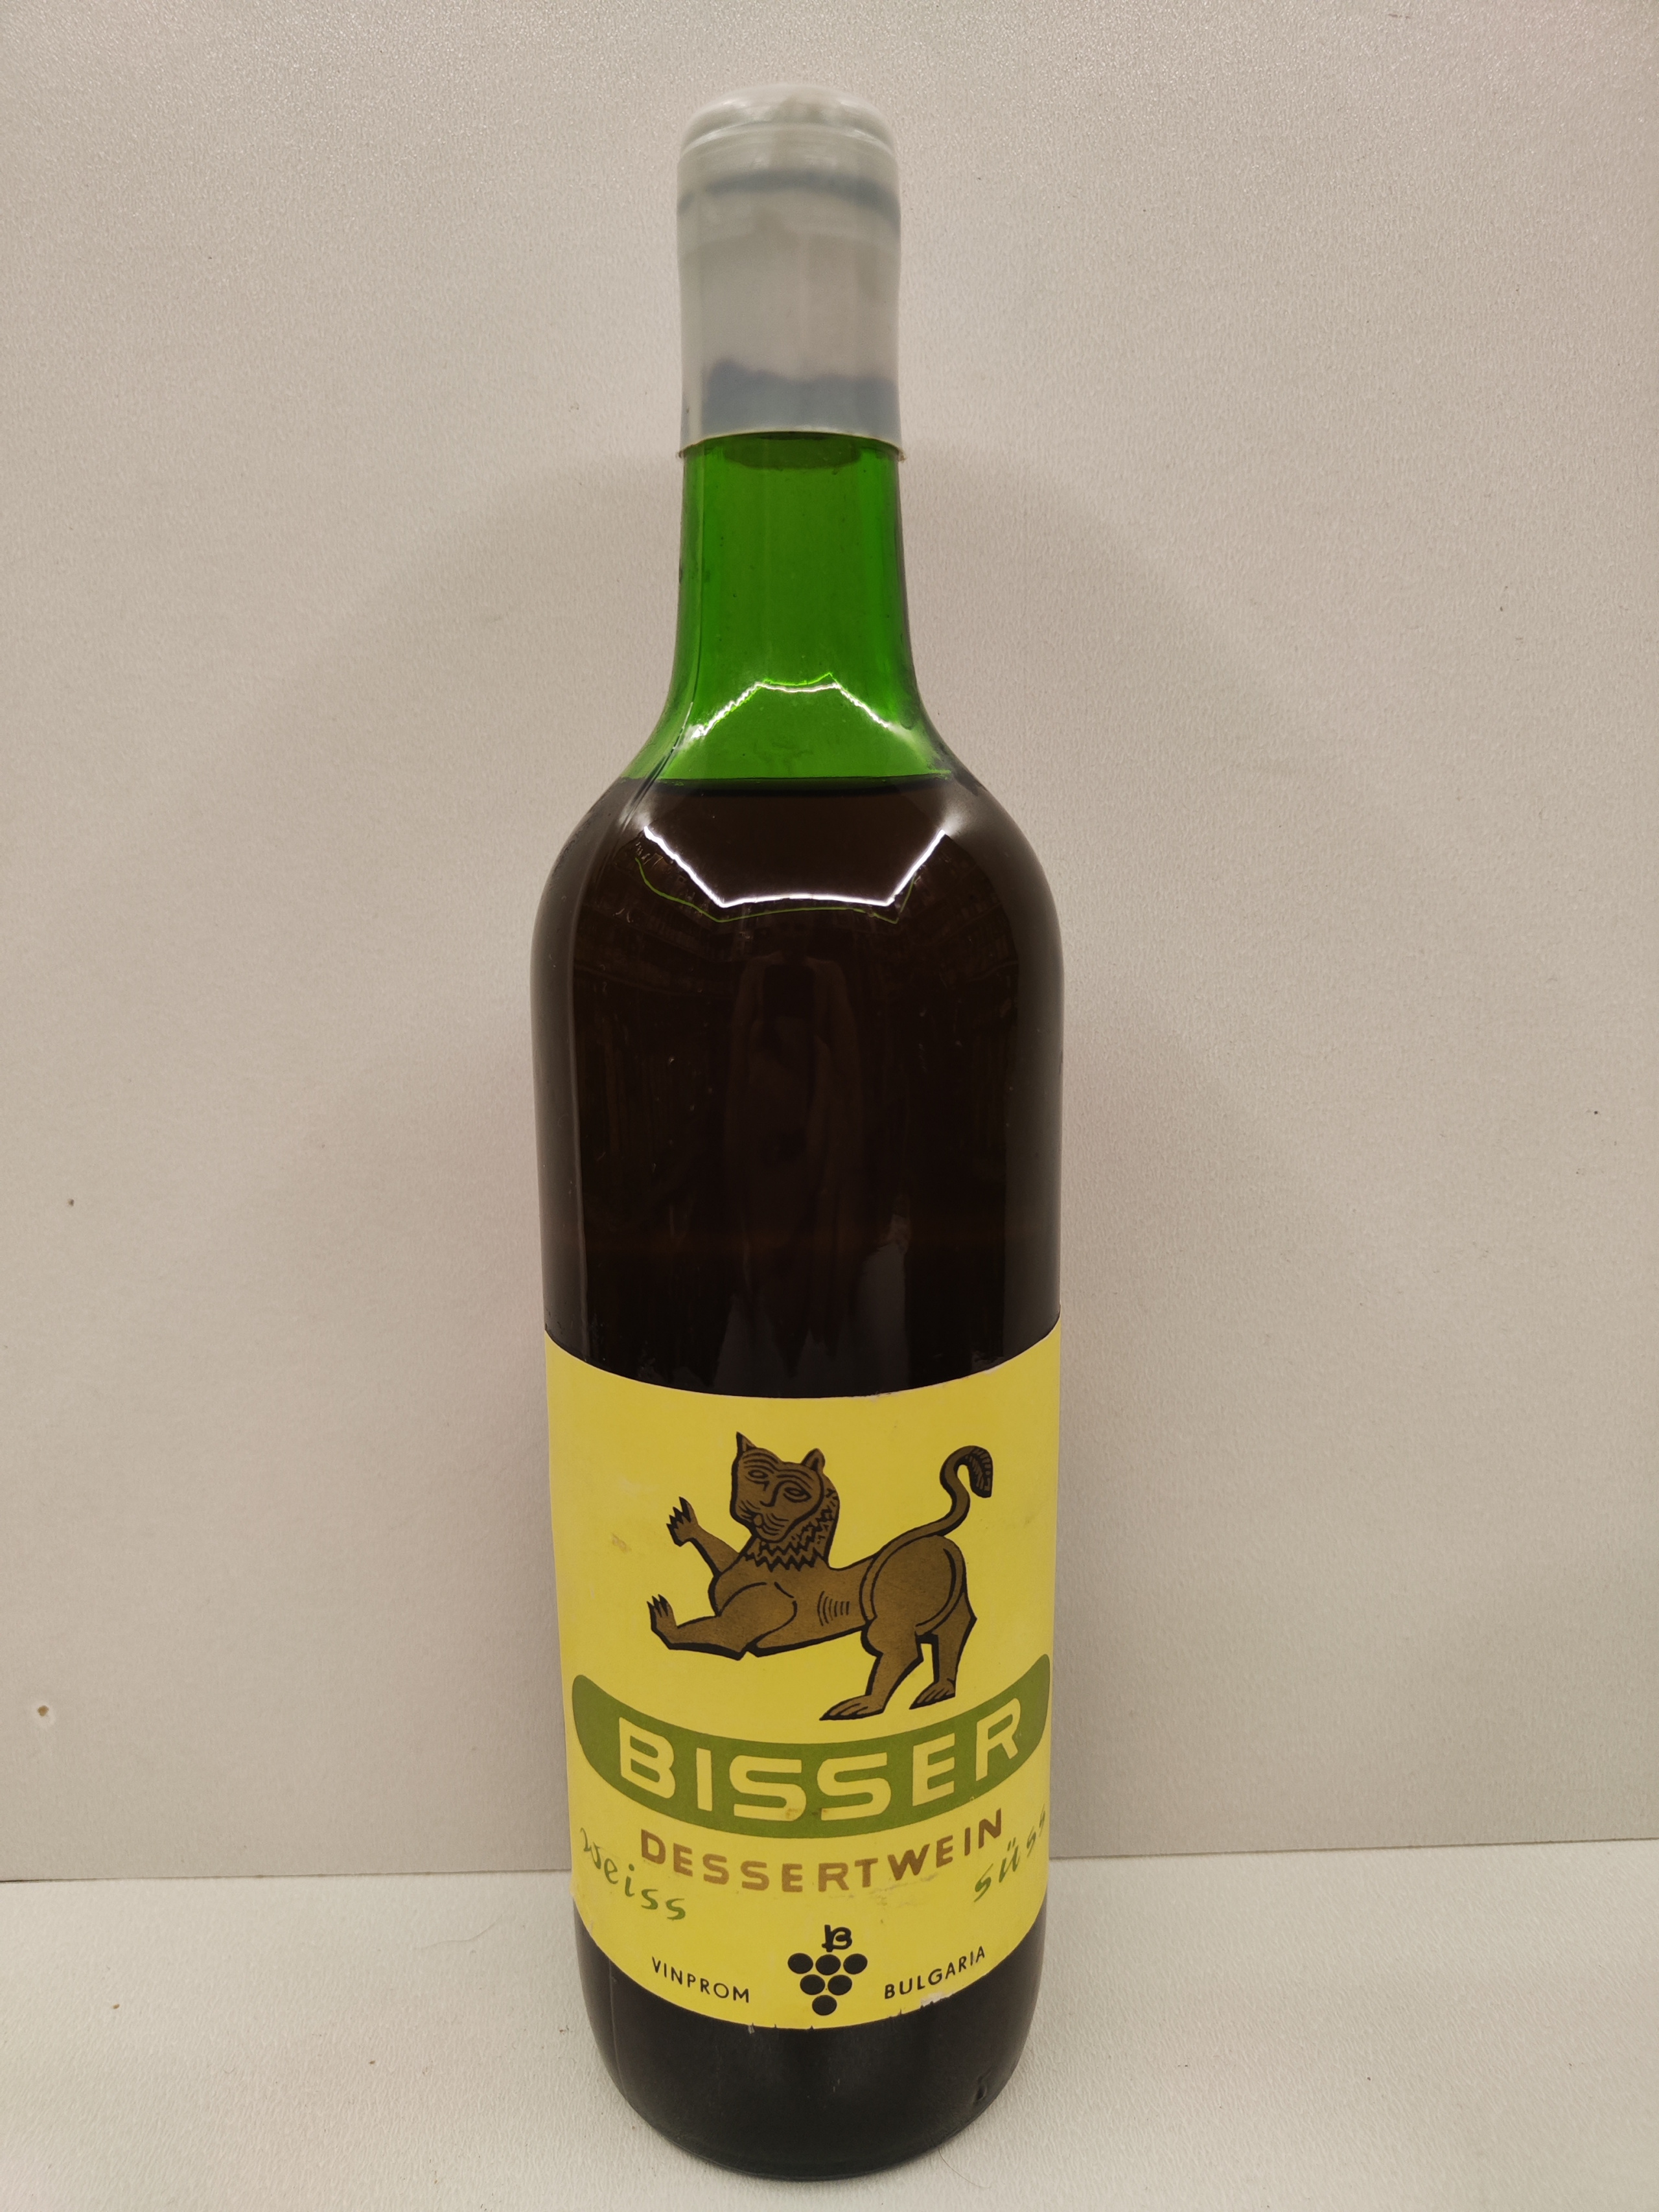 BISSER
DESSERTWEIN
weiss süss
B
VINPROM BULGARIA